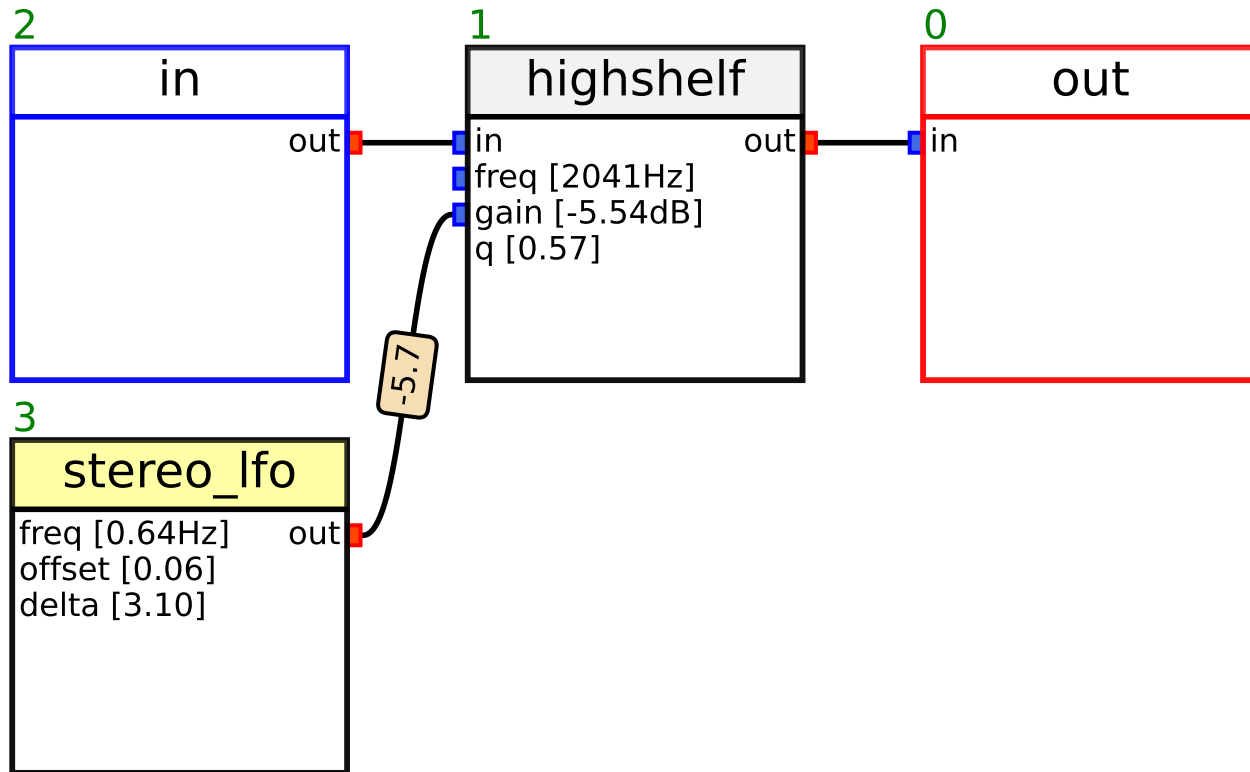 2
in
out
1
highshelf
in
out
freq [2041Hz]
gain [-5.54dB]
q [0.57]
0
out
in
-5.7
3
stereo_lfo
freq [0.64Hz]
out
offset [0.06]
delta [3.10]